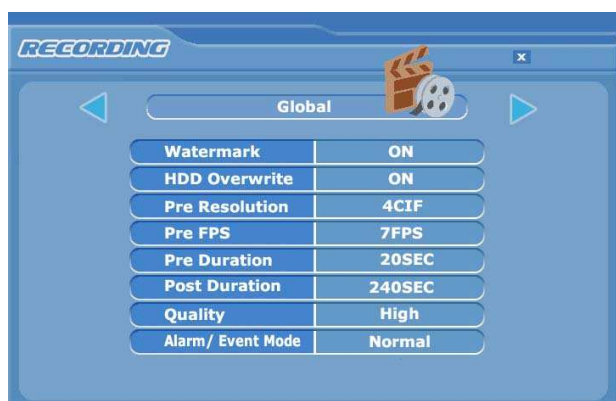 RECORDING
x
Global
Watermark ON
HDD Overwrite ON
Pre Resolution 4CIF
Pre FPS 7FPS
Pre Duration 20SEC
Post Duration 240SEC
Quality High
Alarm/ Event Mode Normal